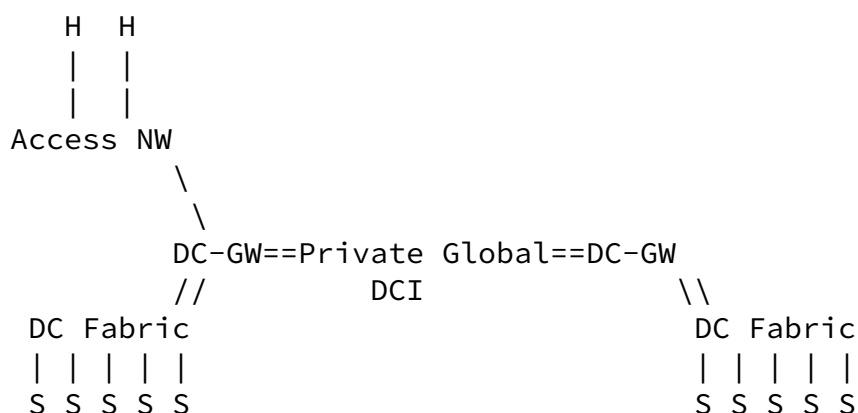 H  H
|  |
|  |
Access NW
\
\
DC-GW==Private Global==DC-GW
//         DCI              \\
DC Fabric                            DC Fabric
| | | | |                            | | | | |
S S S S S                            S S S S S